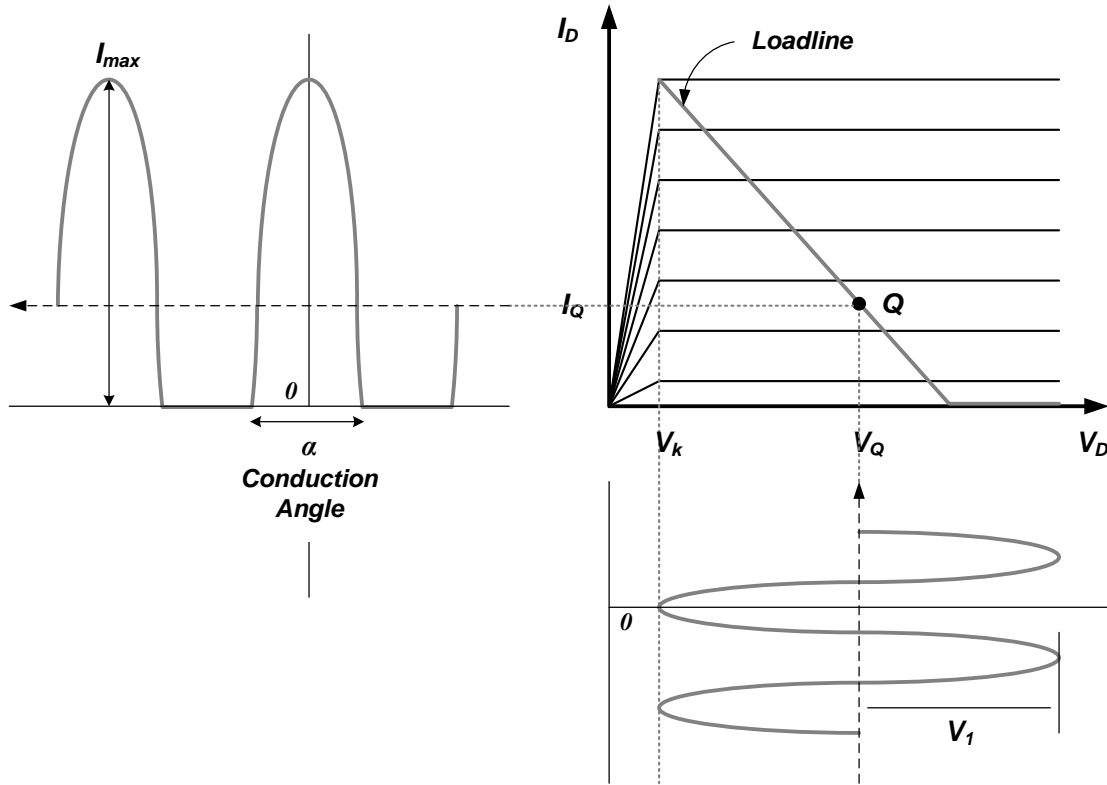 I_max
0
α
Conduction
Angle
I_D
Loadline
I_Q
Q
V_k
V_Q
V_D
0
V_1